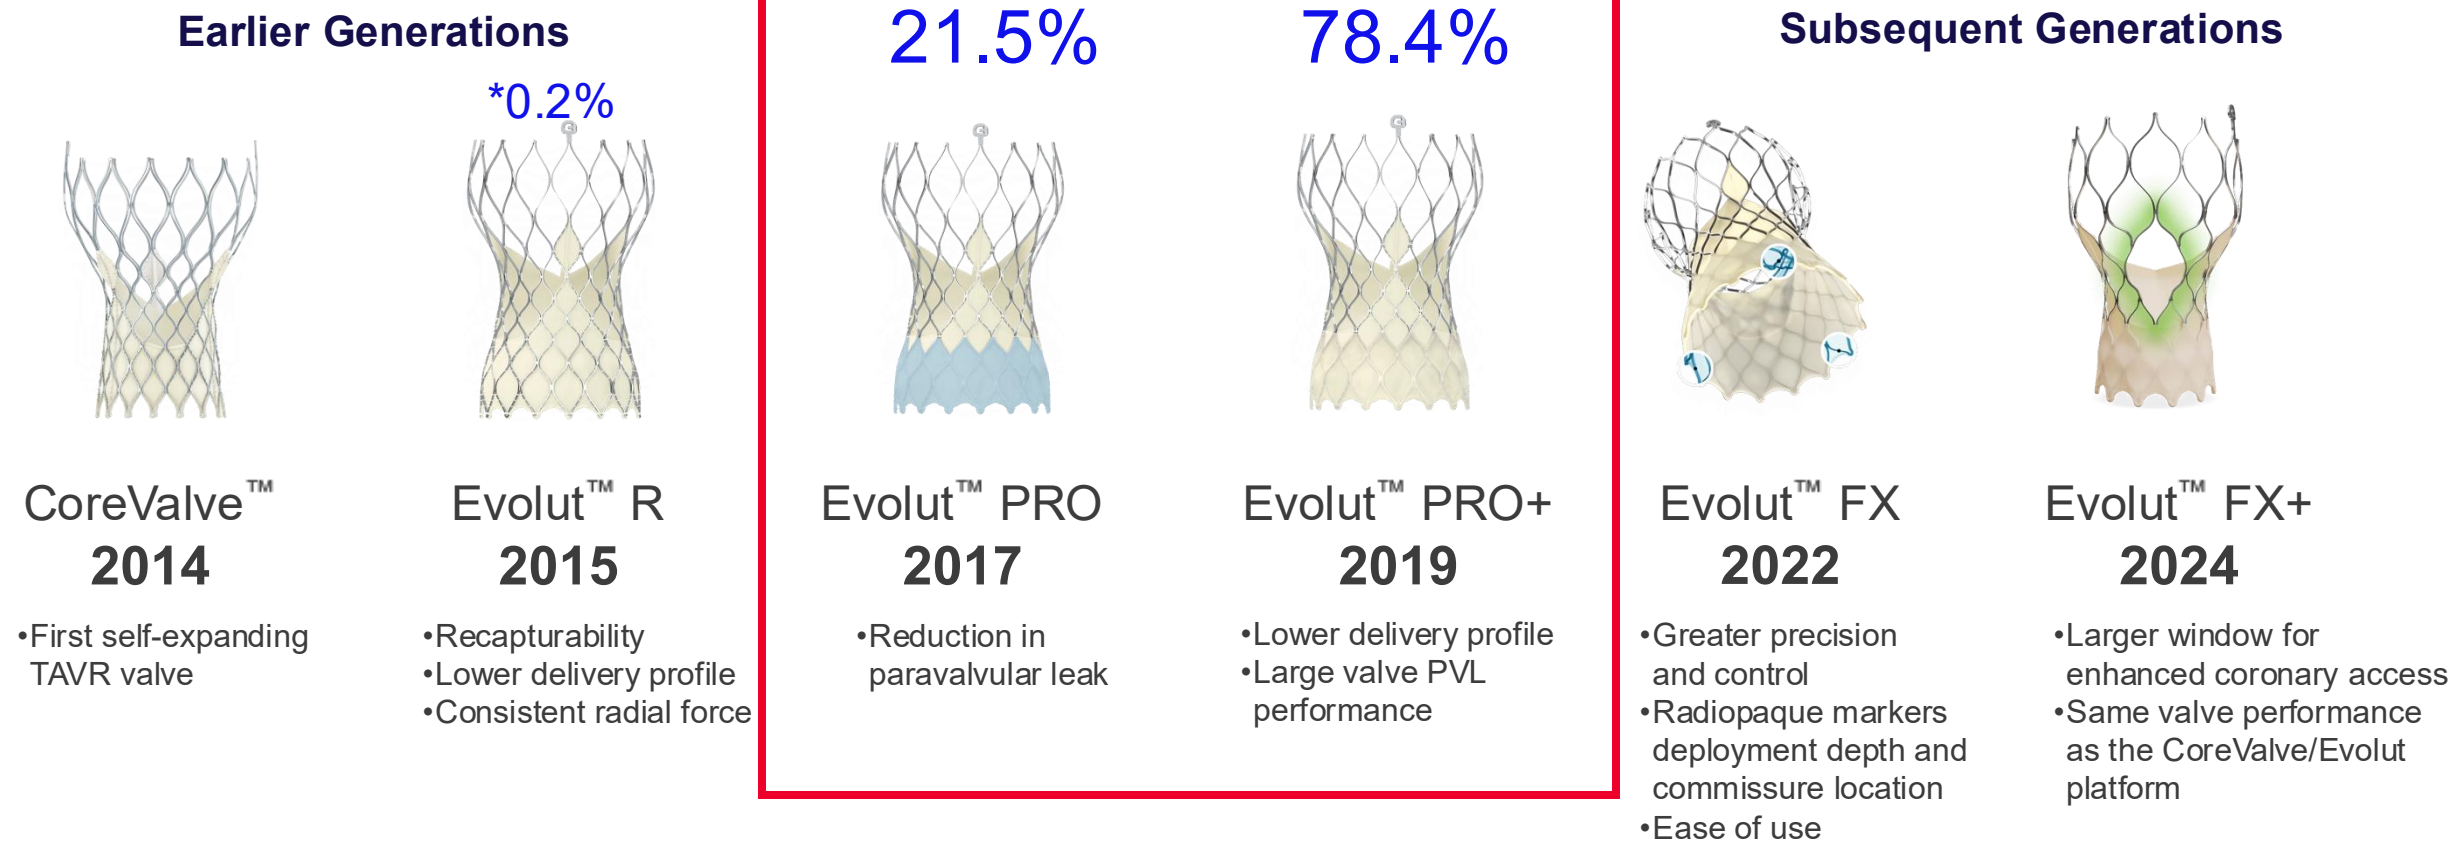 Earlier Generations
*0.2%
21.5%
78.4%
Subsequent Generations
CoreValve™
2014
•First self-expanding
TAVR valve
Evolut™ R
2015
•Recapturability
•Lower delivery profile
•Consistent radial force
Evolut™ PRO
2017
•Reduction in
paravalvular leak
Evolut™ PRO+
2019
•Lower delivery profile
•Large valve PVL
performance
Evolut™ FX
2022
•Greater precision
and control
•Radiopaque markers
deployment depth and
commissure location
•Ease of use
Evolut™ FX+
2024
•Larger window for
enhanced coronary access
•Same valve performance
as the CoreValve/Evolut
platform